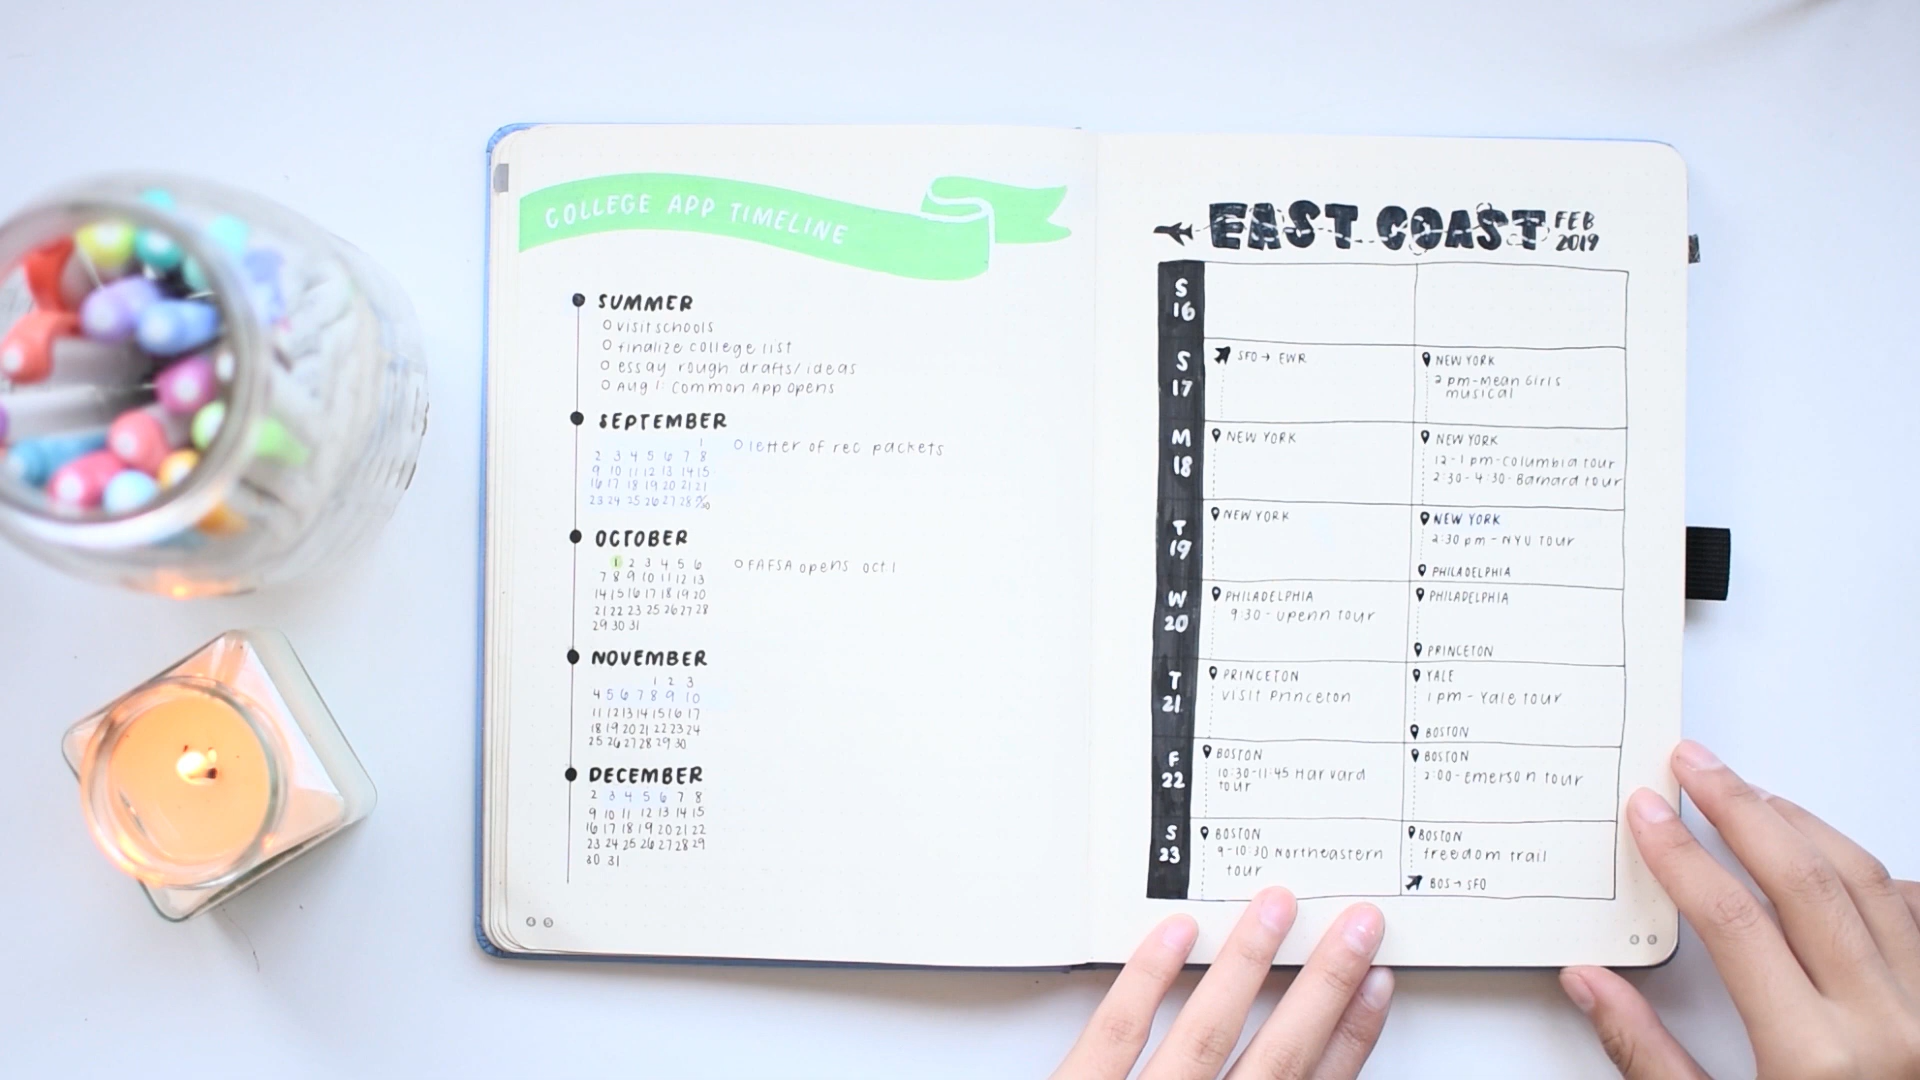 COLLEGE APP TIMELINE
SUMMER
O visit schools
O finalize college list
O essay rough drafts/ideas
O Aug 1: Common App opens
SEPTEMBER
1
2 3 4 5 6 7 8
9 10 11 12 13 14 15
16 17 18 19 20 21 21
23 24 25 26 27 28 29/30
O letter of rec packets
OCTOBER
1 2 3 4 5 6
7 8 9 10 11 12 13
14 15 16 17 18 19 20
21 22 23 25 26 27 28
29 30 31
O FAFSA opens oct 1
NOVEMBER
1 2 3
4 5 6 7 8 9 10
11 12 13 14 15 16 17
18 19 20 21 22 23 24
25 26 27 28 29 30
DECEMBER
2 3 4 5 6 7 8
9 10 11 12 13 14 15
16 17 18 19 20 21 22
23 24 25 26 27 28 29
30 31
45
EAST COAST FEB
2019
S
16
S
17
SFO → EWR
NEW YORK
2 pm - Mean Girls
musical
M
18
NEW YORK
NEW YORK
12-1 pm - Columbia tour
2:30 - 4:30 - Barnard tour
T
19
NEW YORK
NEW YORK
2:30 pm - NYU tour
PHILADELPHIA
W
20
PHILADELPHIA
9:30 - upenn tour
PHILADELPHIA
PRINCETON
T
21
PRINCETON
visit Princeton
YALE
1 pm - Yale tour
BOSTON
F
22
BOSTON
10:30-11:45 Harvard
tour
BOSTON
2:00 - Emerson tour
S
23
BOSTON
9-10:30 Northeastern
tour
BOSTON
freedom trail
BOS → SFO